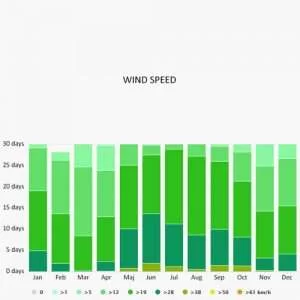 WIND SPEED
30 days
25 days
20 days
15 days
10 days
5 days
0 days
Jan Feb Mar Apr May Jun Jul Aug Sep Oct Nov Dec
0 >1 >5 >12 >19 >28 >38 >50 >61 km/h